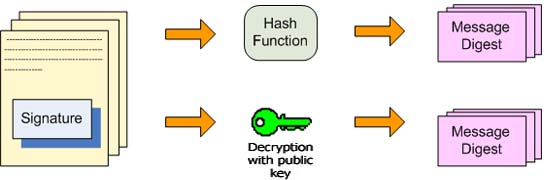 Hash
Function
Message
Digest
Signature
Decryption
with public
key
Message
Digest